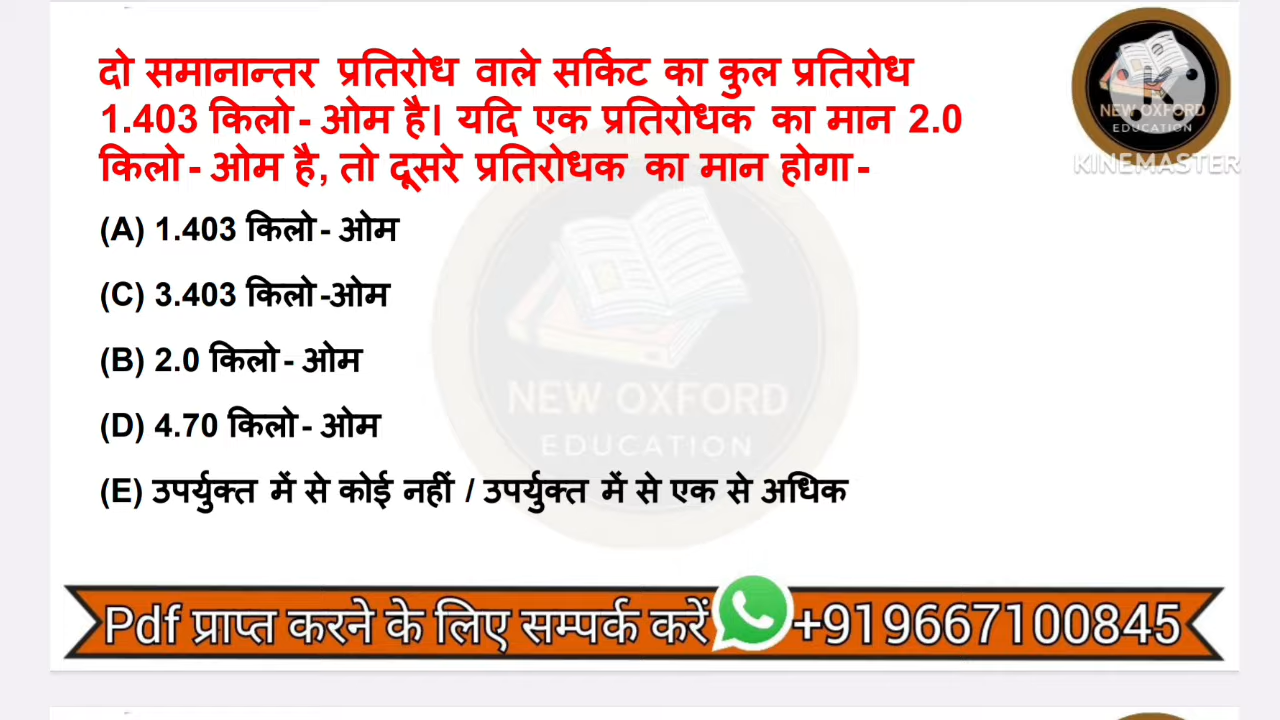 दो समानान्तर प्रतिरोध वाले सर्किट का कुल प्रतिरोध
1.403 किलो - ओम है। यदि एक प्रतिरोधक का मान 2.0
किलो - ओम है, तो दूसरे प्रतिरोधक का मान होगा -
(A) 1.403 किलो - ओम
(C) 3.403 किलो -ओम
(B) 2.0 किलो - ओम
(D) 4.70 किलो - ओम
(E) उपर्युक्त में से कोई नहीं / उपर्युक्त में से एक से अधिक
NEW OXFORD
EDUCATION
K
NEW OXFORD
EDUCATION
KINEMASTER
Pdf प्राप्त करने के लिए सम्पर्क करें +919667100845